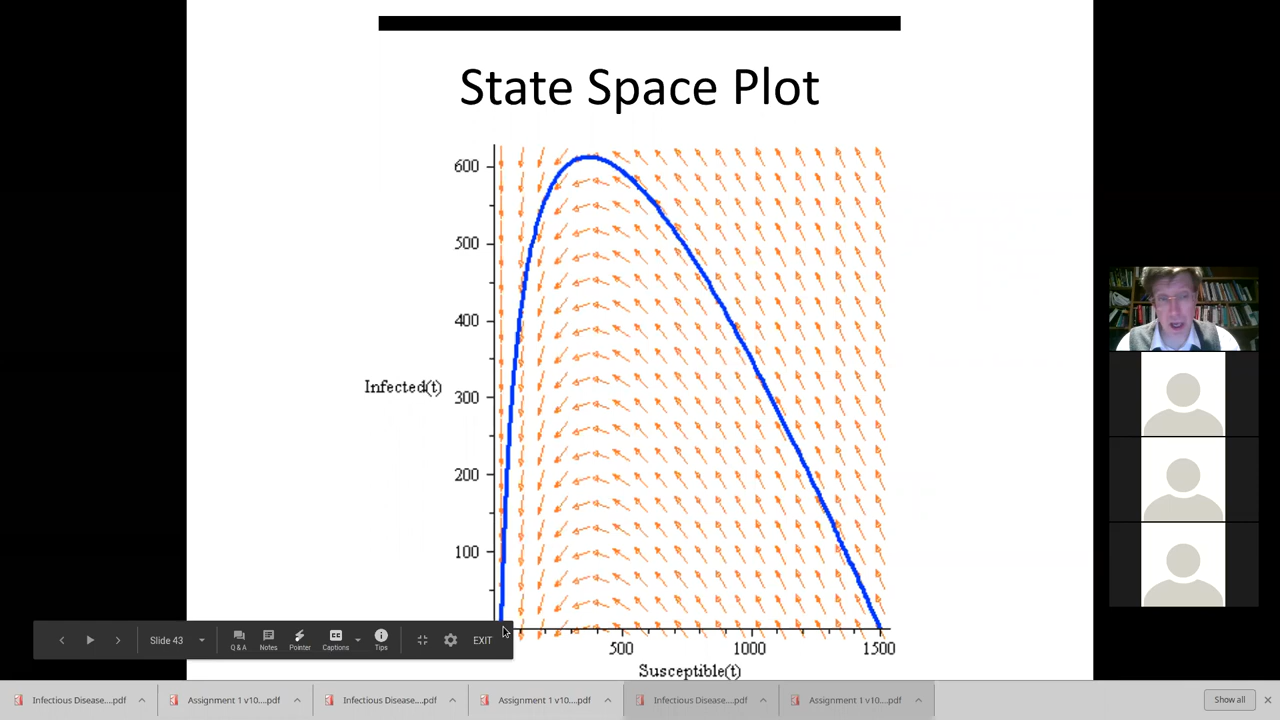 State Space Plot
600
500
400
Infected(t)
300
200
100
500
1000
1500
Susceptible(t)
Slide 43
Q & A
Notes
Pointer
CC
Captions
Tips
EXIT
Infectious Disease....pdf
Assignment 1 v10....pdf
Infectious Disease....pdf
Assignment 1 v10....pdf
Infectious Disease....pdf
Assignment 1 v10....pdf
Show all